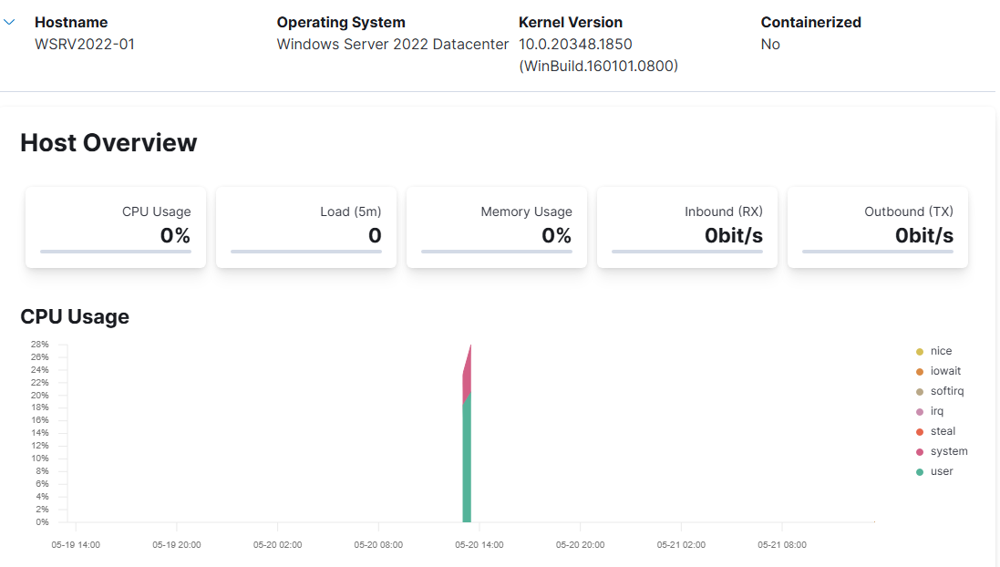 Hostname
Operating System
Kernel Version
Containerized
WSRV2022-01
Windows Server 2022 Datacenter
10.0.20348.1850
(WinBuild.160101.0800)
No
Host Overview
CPU Usage
0%
Load (5m)
0
Memory Usage
0%
Inbound (RX)
0bit/s
Outbound (TX)
0bit/s
CPU Usage
28%
26%
24%
22%
20%
18%
16%
14%
12%
10%
8%
6%
4%
2%
0%
05-19 14:00
05-19 20:00
05-20 02:00
05-20 08:00
05-20 14:00
05-20 20:00
05-21 02:00
05-21 08:00
nice
iowait
softirq
irq
steal
system
user